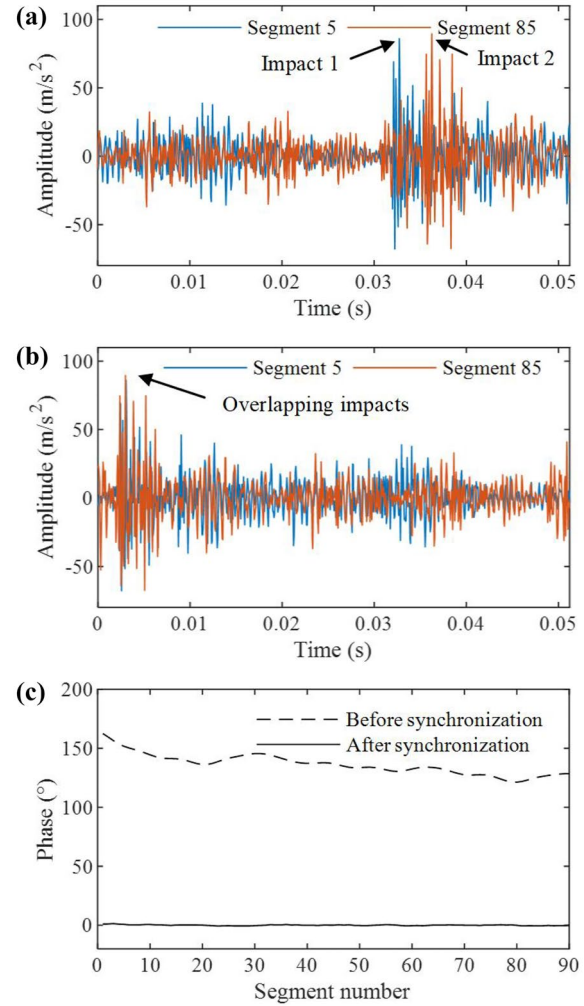 (a)
Segment 5 Segment 85
Impact 1 Impact 2
Amplitude (m/s²)
100
50
0
-50
0 0.01 0.02 0.03 0.04 0.05
Time (s)
(b)
Segment 5 Segment 85
Overlapping impacts
Amplitude (m/s²)
100
50
0
-50
0 0.01 0.02 0.03 0.04 0.05
Time (s)
(c)
Before synchronization
After synchronization
Phase (°)
200
150
100
50
0
0 10 20 30 40 50 60 70 80 90
Segment number